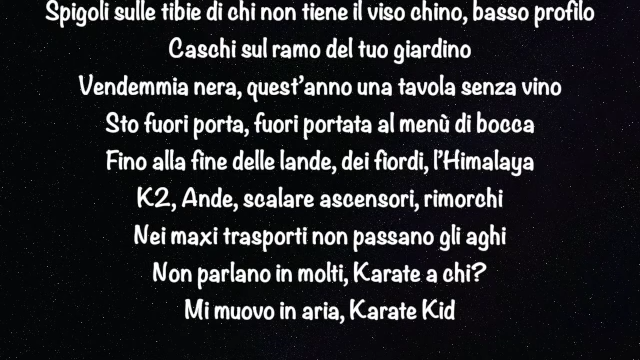 Spigoli sulle tibie di chi non tiene il viso chino, basso profilo
Caschi sul ramo del tuo giardino
Vendemmia nera, quest'anno una tavola senza vino
Sto fuori porta, fuori portata al menù di bocca
Fino alla fine delle lande, dei fiordi, l'Himalaya
K2, Ande, scalare ascensori, rimorchi
Nei maxi trasporti non passano gli aghi
Non parlano in molti, Karate a chi?
Mi muovo in aria, Karate Kid